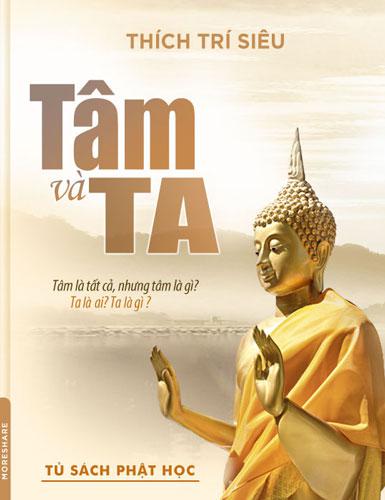 THÍCH TRÍ SIÊU
Tâm
và TA
Tâm là tất cả, nhưng tâm là gì?
Ta là ai? Ta là gì ?
TỦ SÁCH PHẬT HỌC
MORESHARE